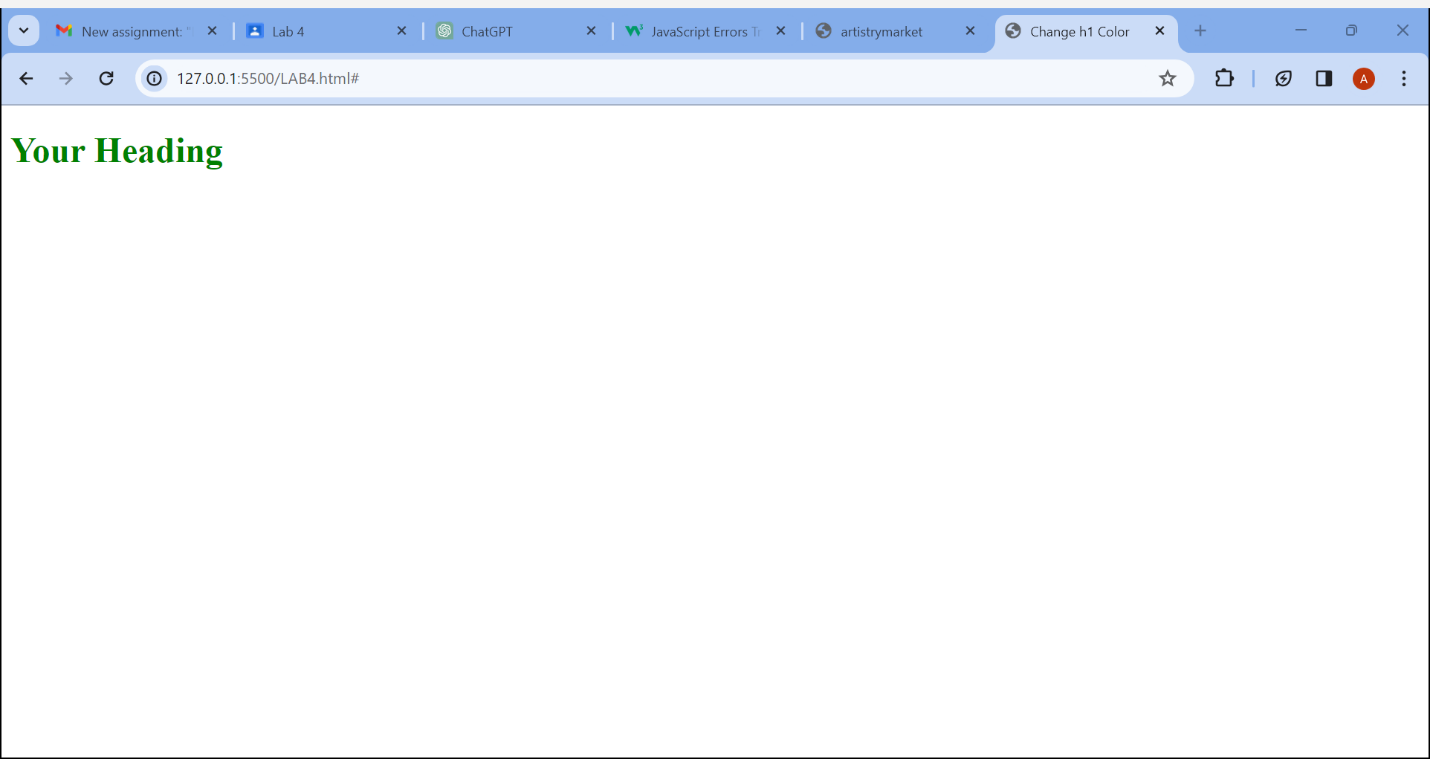 New assignment: "
Lab 4
ChatGPT
JavaScript Errors T
artistrymarket
Change h1 Color
127.0.0.1:5500/LAB4.html#
A
Your Heading